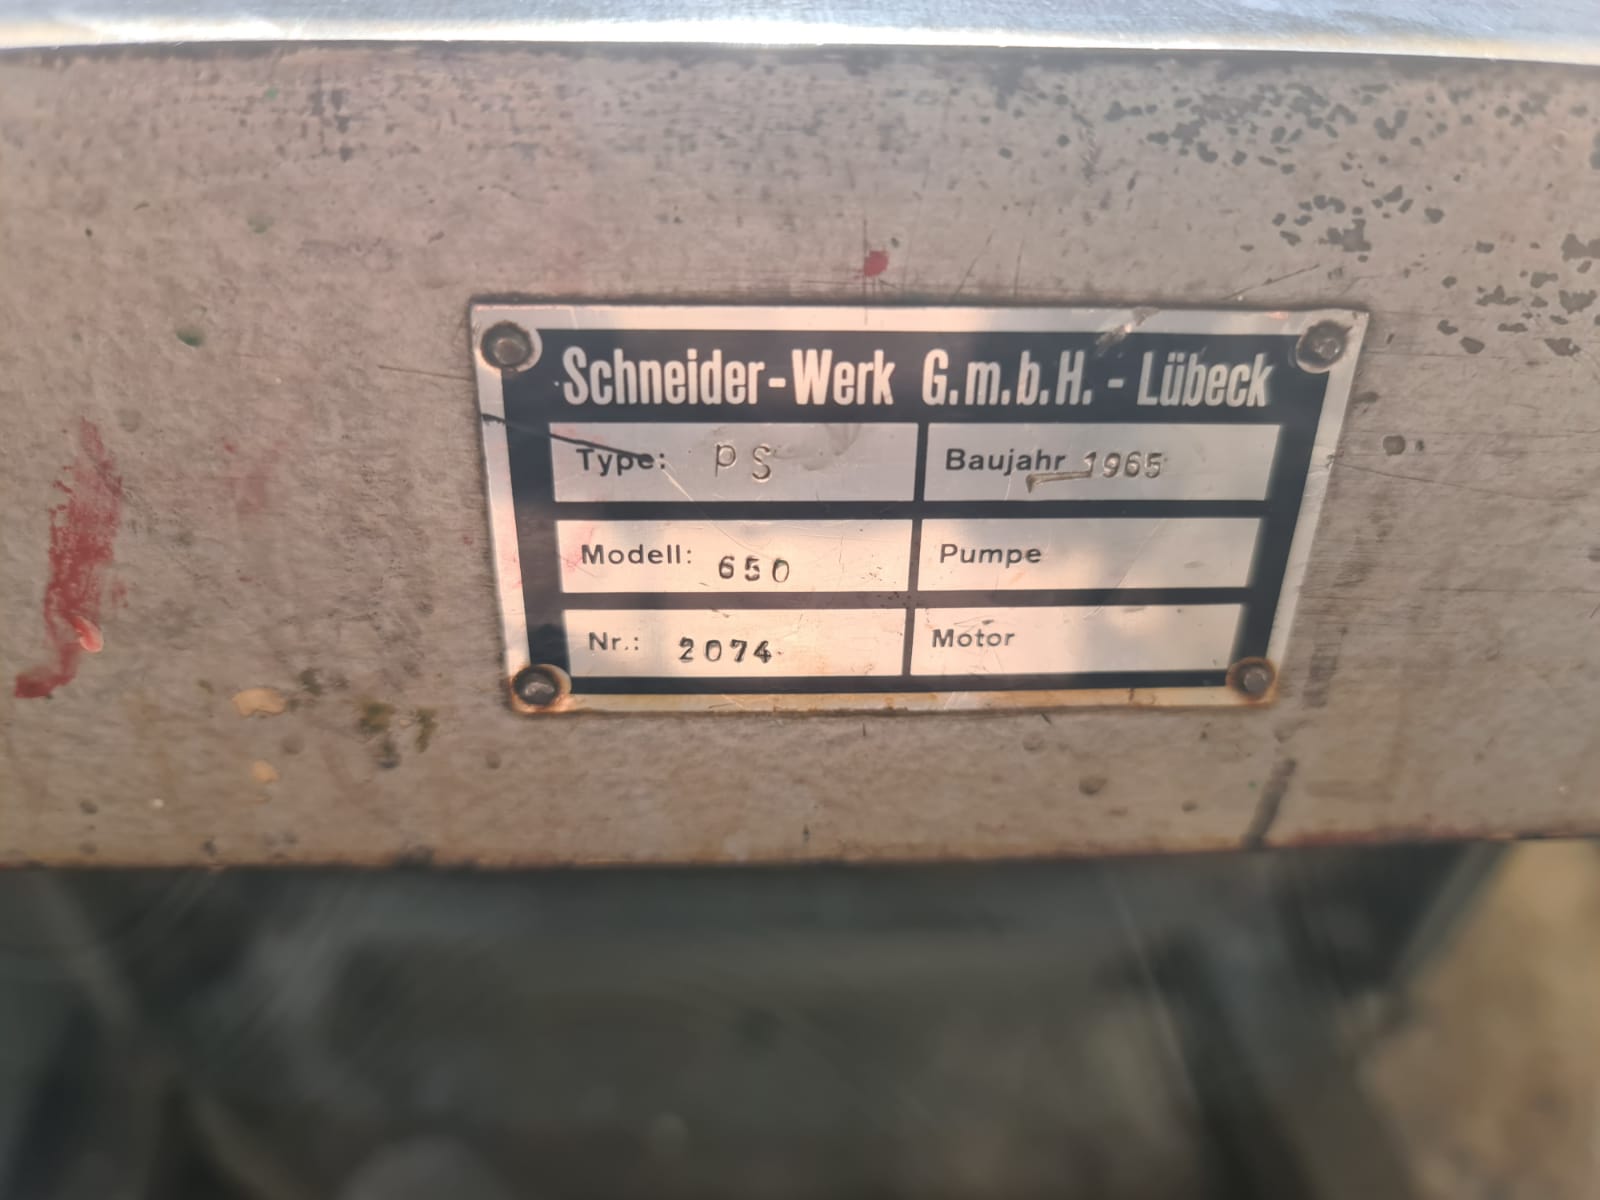 Schneider-Werk G.m.b.H. - Lübeck
Type: PS Baujahr 1965
Modell: 650 Pumpe
Nr.: 2074 Motor